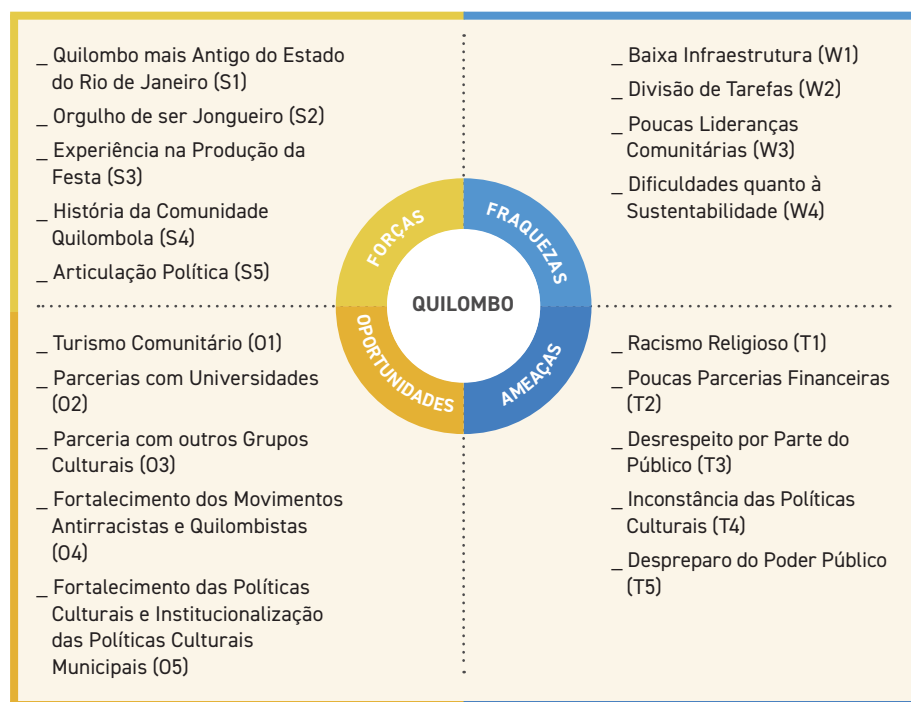 _ Quilombo mais Antigo do Estado
do Rio de Janeiro (S1)
_ Orgulho de ser Jongueiro (S2)
_ Experiência na Produção da
Festa (S3)
_ História da Comunidade
Quilombola (S4)
_ Articulação Política (S5)
_ Baixa Infraestrutura (W1)
_ Divisão de Tarefas (W2)
_ Poucas Lideranças
Comunitárias (W3)
_ Dificuldades quanto à
Sustentabilidade (W4)
FORÇAS
FRAQUEZAS
QUILOMBO
OPORTUNIDADES
AMEAÇAS
_ Turismo Comunitário (O1)
_ Parcerias com Universidades
(O2)
_ Parceria com outros Grupos
Culturais (O3)
_ Fortalecimento dos Movimentos
Antirracistas e Quilombistas
(O4)
_ Fortalecimento das Políticas
Culturais e Institucionalização
das Políticas Culturais
Municipais (O5)
_ Racismo Religioso (T1)
_ Poucas Parcerias Financeiras
(T2)
_ Desrespeito por Parte do
Público (T3)
_ Inconstância das Políticas
Culturais (T4)
_ Despreparo do Poder Público
(T5)